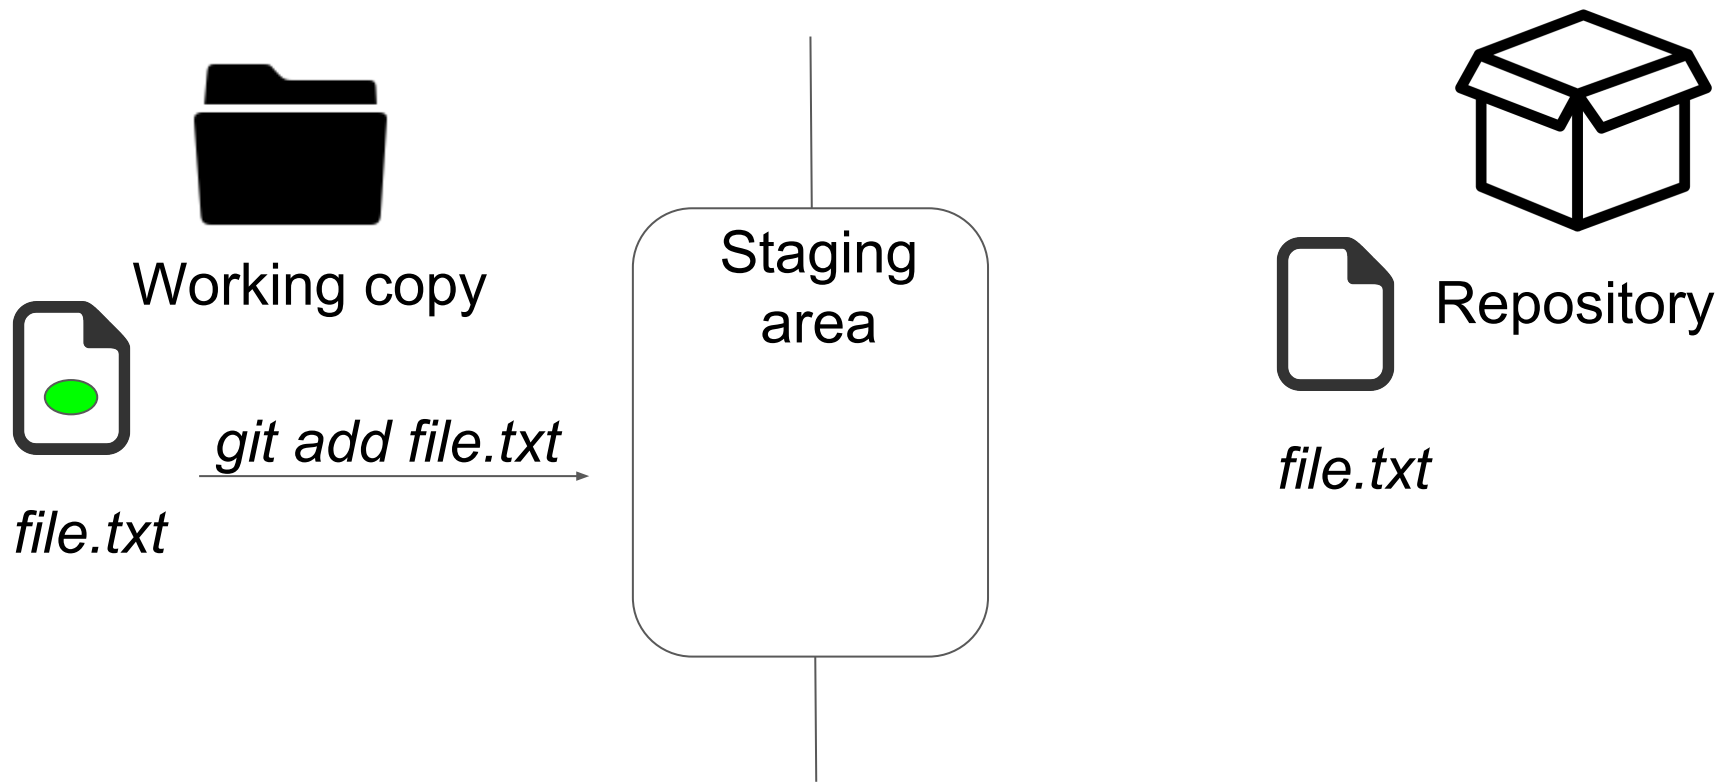 Working copy
file.txt
git add file.txt
Staging
area
Repository
file.txt